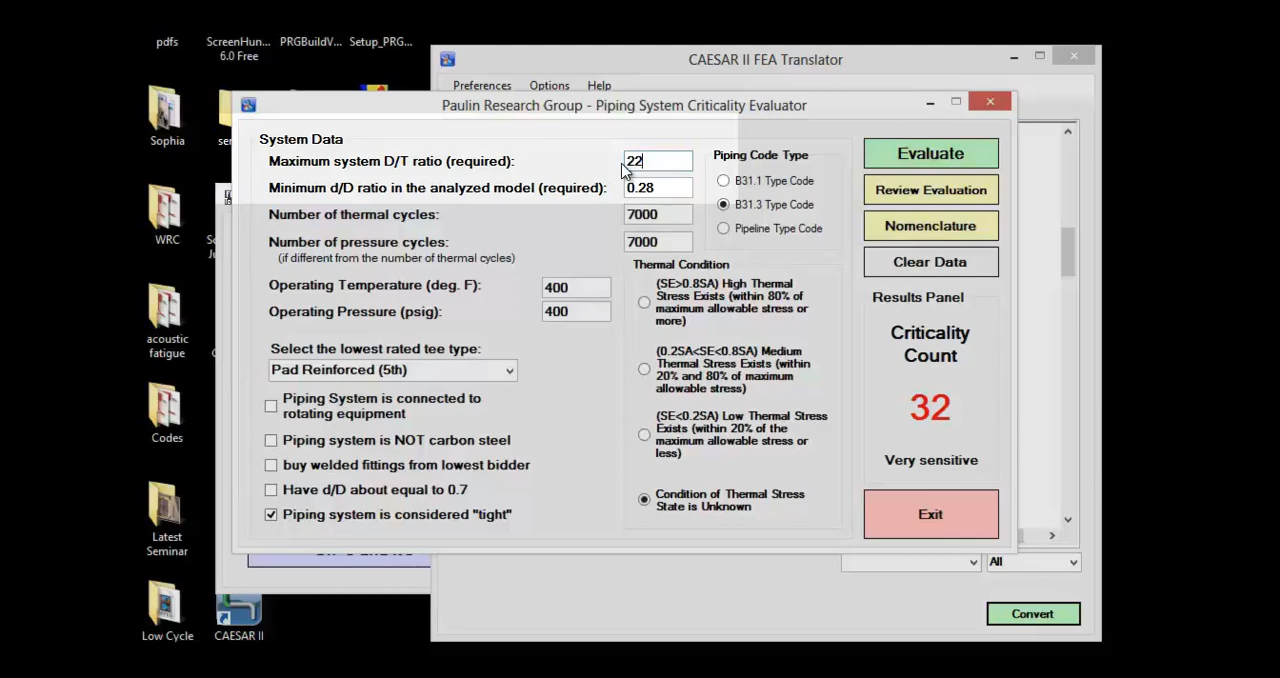 pdfs
ScreenHun...
6.0 Free
PRGBuildV...
Setup_PRG...
CAESAR II FEA Translator
Preferences Options Help
Paulin Research Group - Piping System Criticality Evaluator
Sophia
ser
System Data
Maximum system D/T ratio (required):
22
Minimum d/D ratio in the analyzed model (required):
0.28
Number of thermal cycles:
7000
Number of pressure cycles:
7000
(if different from the number of thermal cycles)
Operating Temperature (deg. F):
400
Operating Pressure (psig):
400
Select the lowest rated tee type:
Pad Reinforced (5th)
Piping System is connected to
rotating equipment
Piping system is NOT carbon steel
buy welded fittings from lowest bidder
Have d/D about equal to 0.7
Piping system is considered "tight"
Piping Code Type
B31.1 Type Code
B31.3 Type Code
Pipeline Type Code
Thermal Condition
(SE>0.8SA) High Thermal
Stress Exists (within 80% of
maximum allowable stress or
more)
(0.2SA<SE<0.8SA) Medium
Thermal Stress Exists (within
20% and 80% of maximum
allowable stress)
(SE<0.2SA) Low Thermal Stress
Exists (within 20% of the
maximum allowable stress or
less)
Condition of Thermal Stress
State is Unknown
Evaluate
Review Evaluation
Nomenclature
Clear Data
Results Panel
Criticality
Count
32
Very sensitive
Exit
WRC
acoustic
fatigue
Codes
Latest
Seminar
Low Cycle
CAESAR II
All
Convert